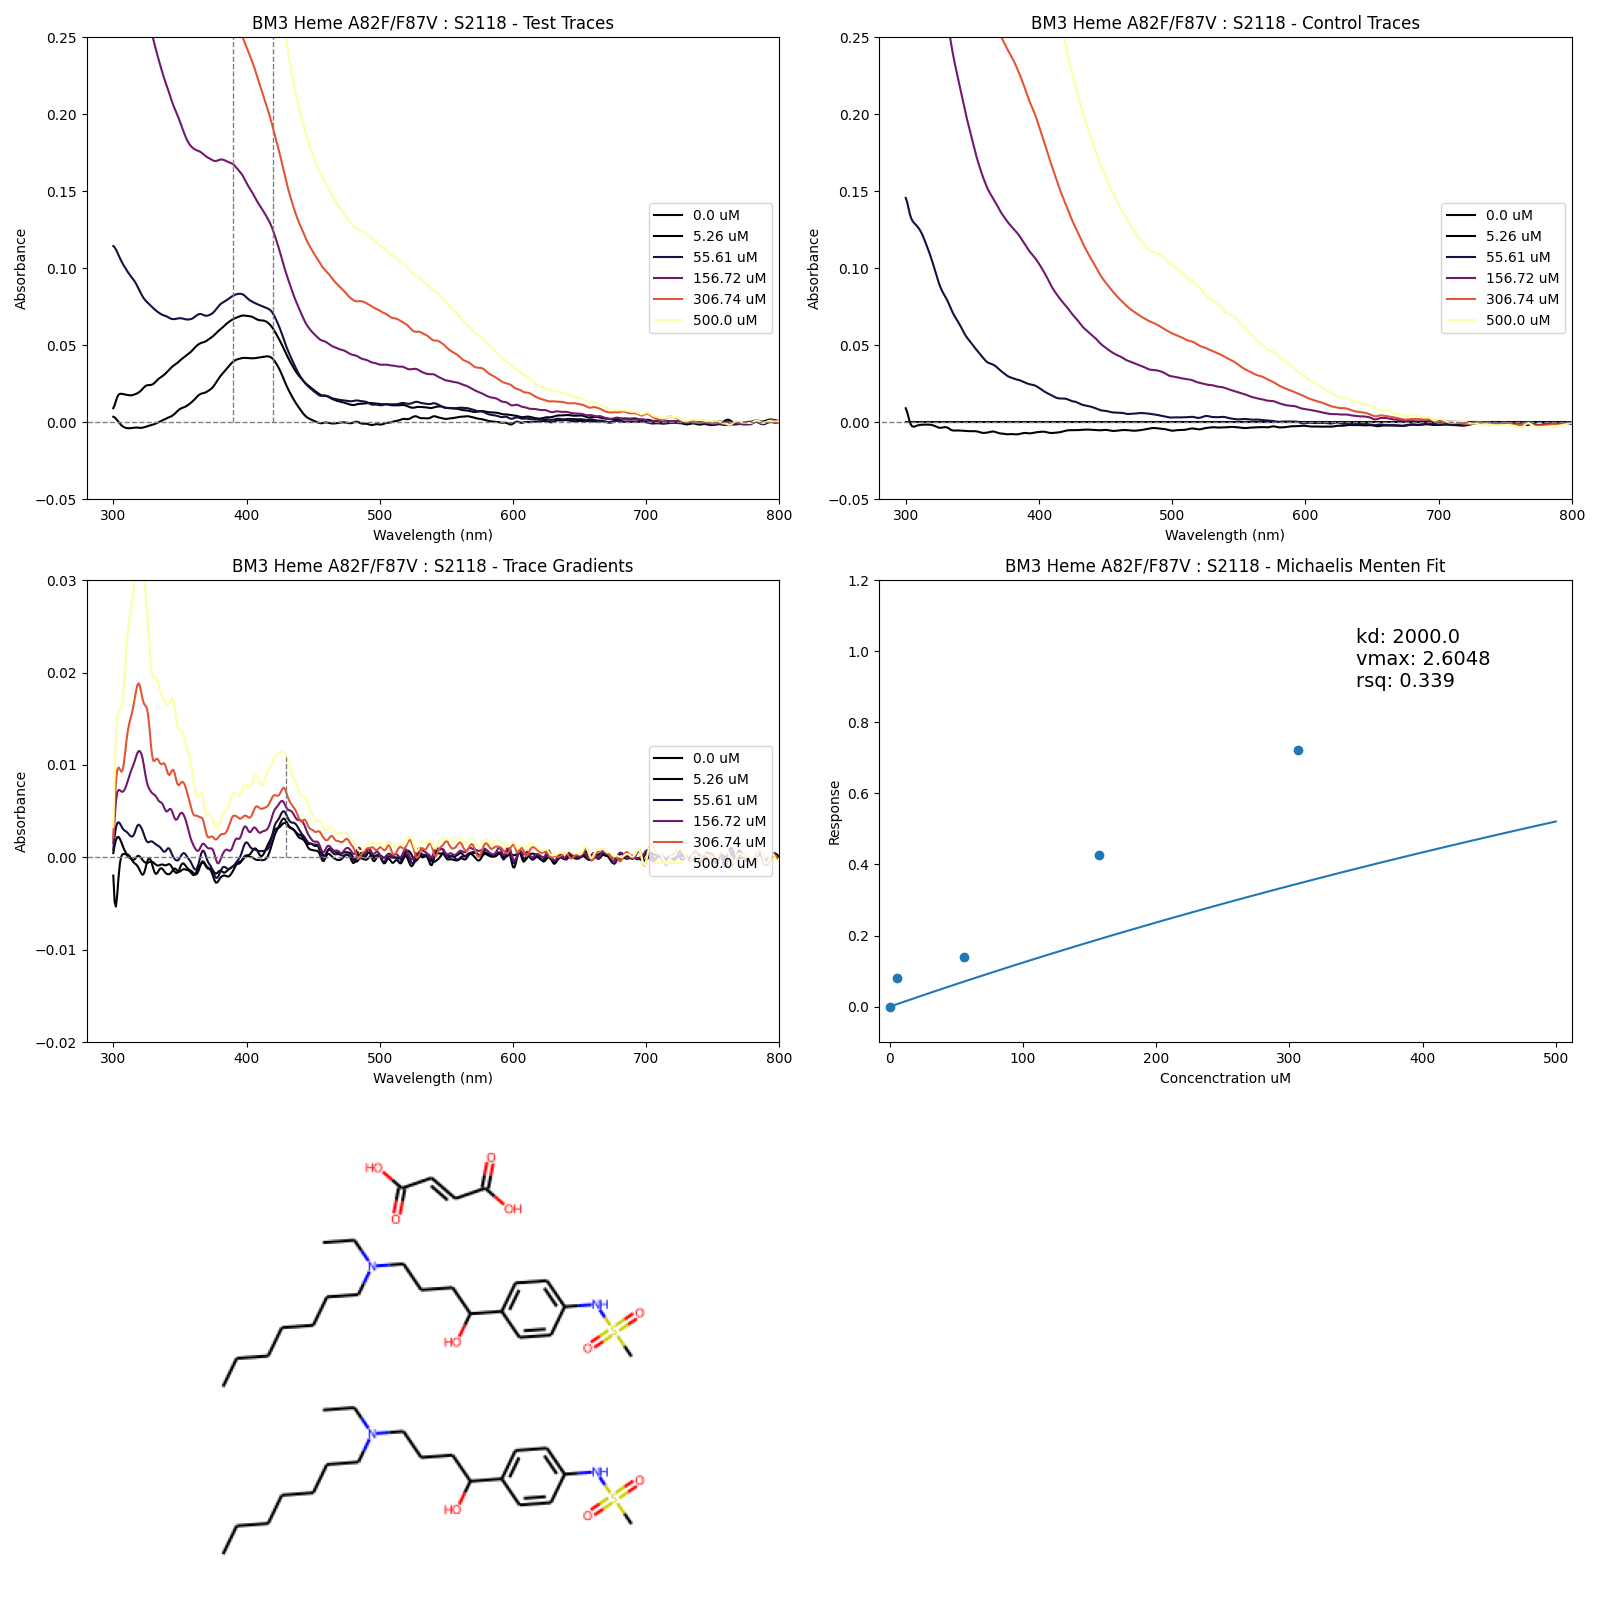 BM3 Heme A82F/F87V : S2118 - Test Traces
0.25
0.20
0.15
0.10
0.05
0.00
−0.05
Absorbance
300 400 500 600 700 800
Wavelength (nm)
0.0 uM
5.26 uM
55.61 uM
156.72 uM
306.74 uM
500.0 uM
BM3 Heme A82F/F87V : S2118 - Control Traces
0.25
0.20
0.15
0.10
0.05
0.00
−0.05
Absorbance
300 400 500 600 700 800
Wavelength (nm)
0.0 uM
5.26 uM
55.61 uM
156.72 uM
306.74 uM
500.0 uM
BM3 Heme A82F/F87V : S2118 - Trace Gradients
0.03
0.02
0.01
0.00
−0.01
−0.02
Absorbance
300 400 500 600 700 800
Wavelength (nm)
0.0 uM
5.26 uM
55.61 uM
156.72 uM
306.74 uM
500.0 uM
BM3 Heme A82F/F87V : S2118 - Michaelis Menten Fit
1.2
1.0
0.8
0.6
0.4
0.2
0.0
Response
0 100 200 300 400 500
Concenctration uM
kd: 2000.0
vmax: 2.6048
rsq: 0.339
HO
O
O
OH
N
HO
NH
S
O
O
N
HO
NH
S
O
O